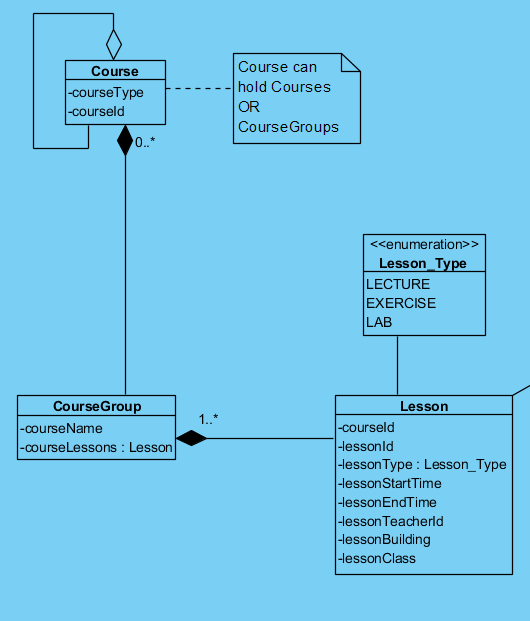 Course
-courseType
-courseId
0..*
Course can
hold Courses
OR
CourseGroups
<<enumeration>>
Lesson_Type
LECTURE
EXERCISE
LAB
CourseGroup
-courseName
-courseLessons : Lesson
1..*
Lesson
-courseId
-lessonId
-lessonType : Lesson_Type
-lessonStartTime
-lessonEndTime
-lessonTeacherId
-lessonBuilding
-lessonClass